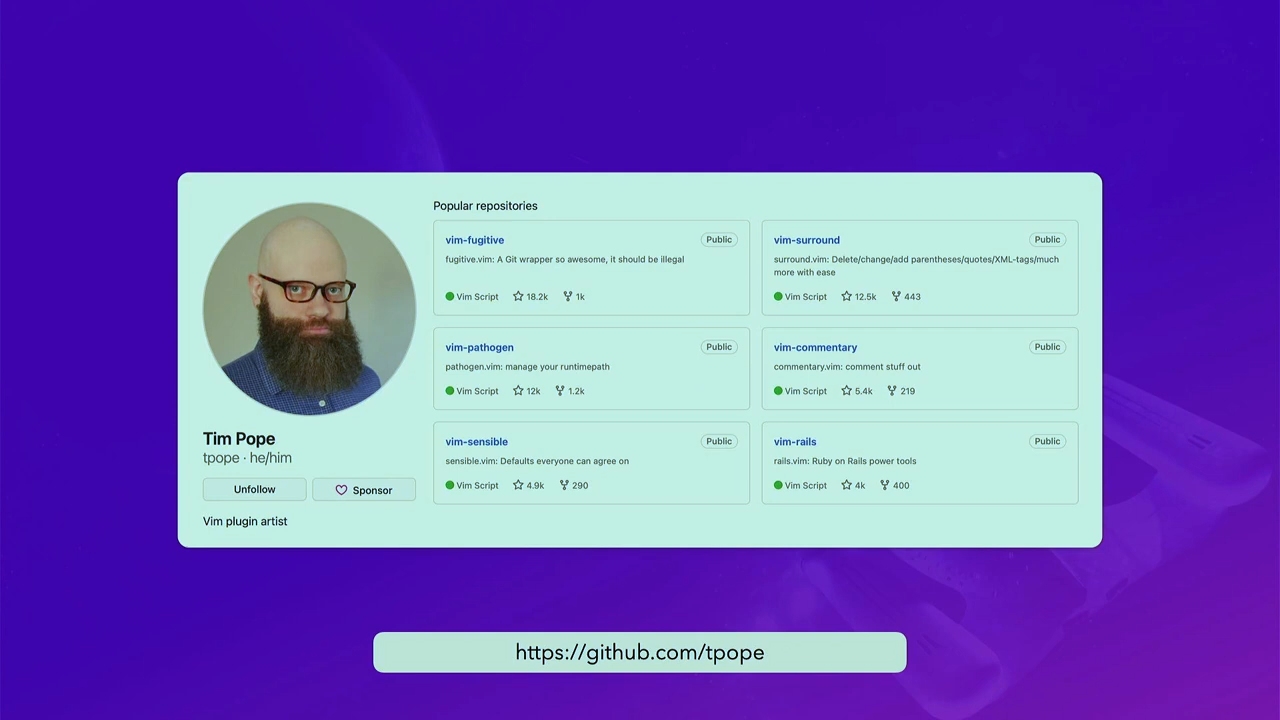 Popular repositories
vim-fugitive Public
fugitive.vim: A Git wrapper so awesome, it should be illegal
Vim Script 18.2k 1k
vim-surround Public
surround.vim: Delete/change/add parentheses/quotes/XML-tags/much
more with ease
Vim Script 12.5k 443
vim-pathogen Public
pathogen.vim: manage your runtimepath
Vim Script 12k 1.2k
vim-commentary Public
commentary.vim: comment stuff out
Vim Script 5.4k 219
vim-sensible Public
sensible.vim: Defaults everyone can agree on
Vim Script 4.9k 290
vim-rails Public
rails.vim: Ruby on Rails power tools
Vim Script 4k 400
Tim Pope
tpope · he/him
Unfollow Sponsor
Vim plugin artist
https://github.com/tpope